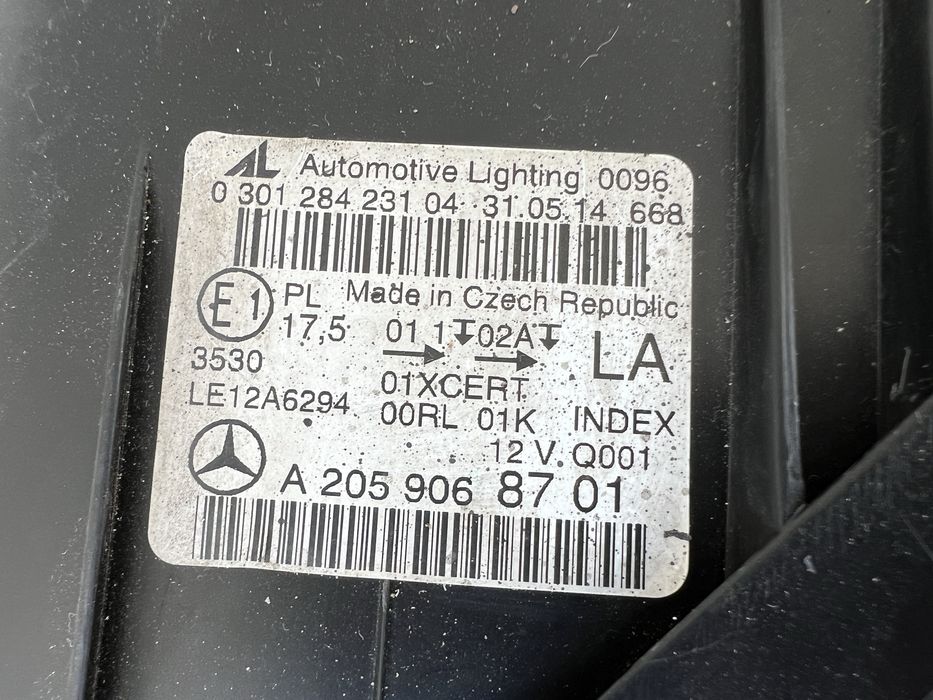 AL Automotive Lighting 0096
0 301 284 231 04 31.05.14 668
E1 PL Made in Czech Republic
17,5 01 1 02A LA
3530
01XCERT
LE12A6294 00RL 01K INDEX
12 V. Q001
A 205 906 87 01